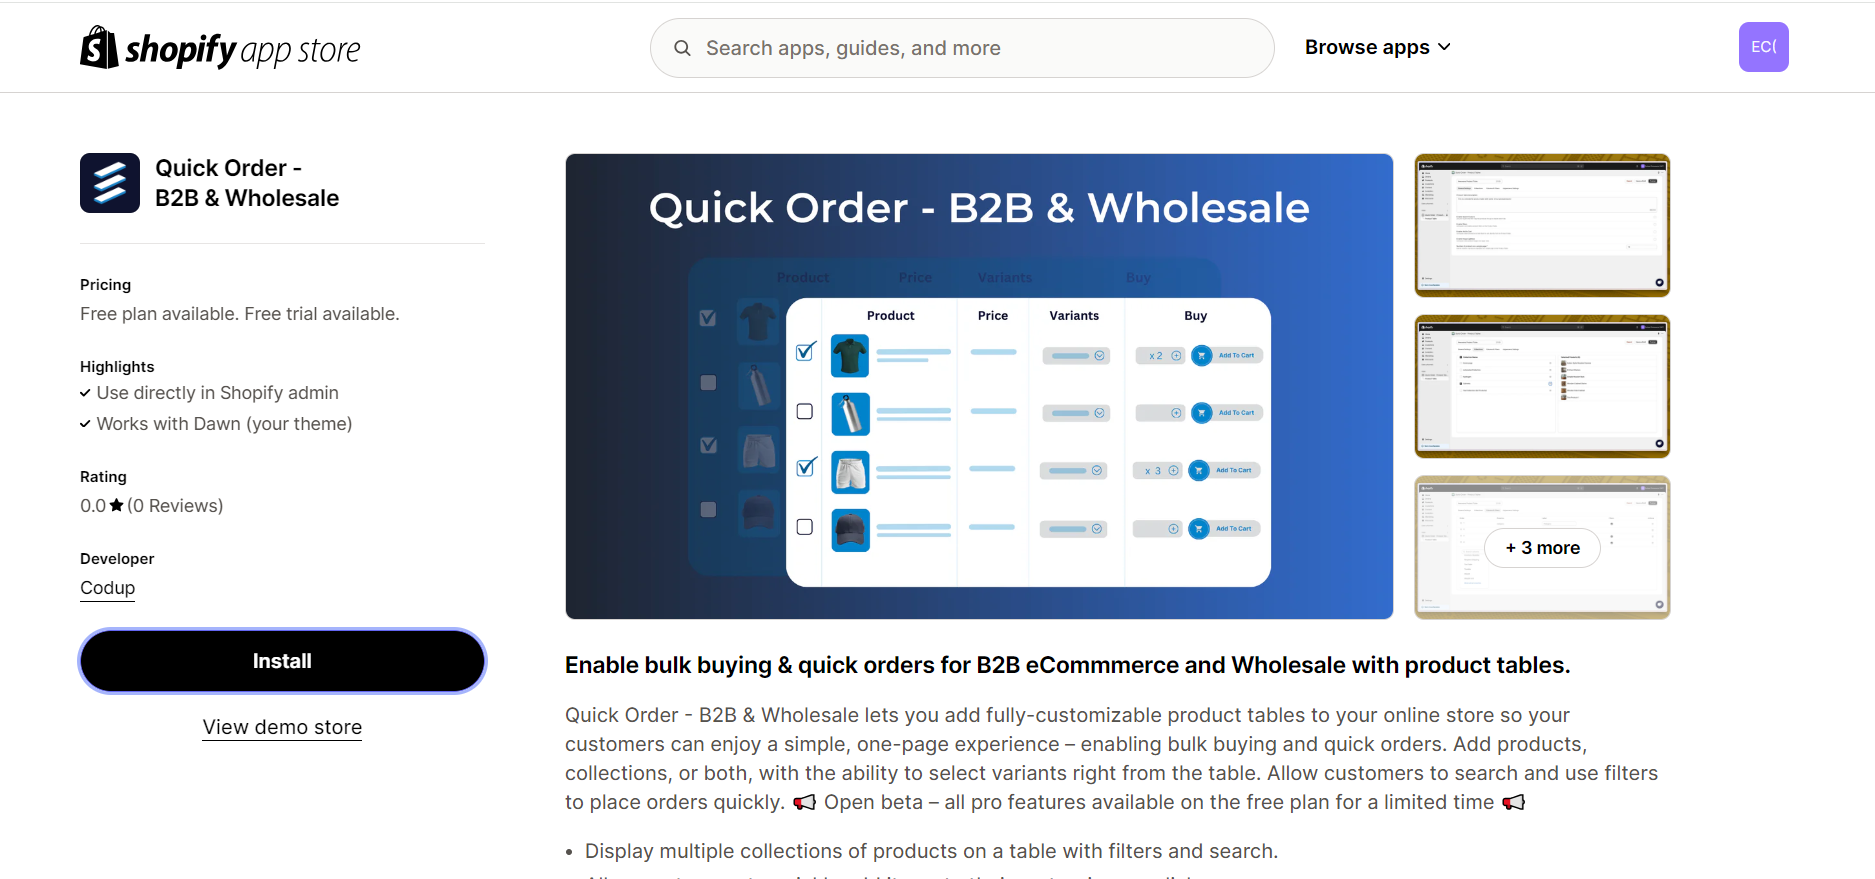 shopify app store
Search apps, guides, and more
Browse apps
EC(
Quick Order -
B2B & Wholesale
Pricing
Free plan available. Free trial available.
Highlights
Use directly in Shopify admin
Works with Dawn (your theme)
Rating
0.0★(0 Reviews)
Developer
Codup
Install
View demo store
Quick Order - B2B & Wholesale
Product Price Variants Buy
Product Price Variants Buy
x 2 Add To Cart
Add To Cart
x 3 Add To Cart
Add To Cart
+ 3 more
Enable bulk buying & quick orders for B2B eCommmerce and Wholesale with product tables.
Quick Order - B2B & Wholesale lets you add fully-customizable product tables to your online store so your
customers can enjoy a simple, one-page experience – enabling bulk buying and quick orders. Add products,
collections, or both, with the ability to select variants right from the table. Allow customers to search and use filters
to place orders quickly. 📢 Open beta – all pro features available on the free plan for a limited time 📢
• Display multiple collections of products on a table with filters and search.